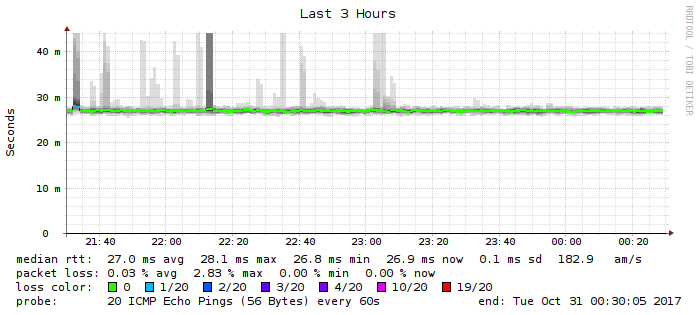 Last 3 Hours
RRDTOOL / TOBI OETIKER
Seconds
40 m
30 m
20 m
10 m
0
21:40 22:00 22:20 22:40 23:00 23:20 23:40 00:00 00:20
median rtt: 27.0 ms avg 28.1 ms max 26.8 ms min 26.9 ms now 0.1 ms sd 182.9 am/s
packet loss: 0.03 % avg 2.83 % max 0.00 % min 0.00 % now
loss color: 0 1/20 2/20 3/20 4/20 10/20 19/20
probe: 20 ICMP Echo Pings (56 Bytes) every 60s end: Tue Oct 31 00:30:05 2017